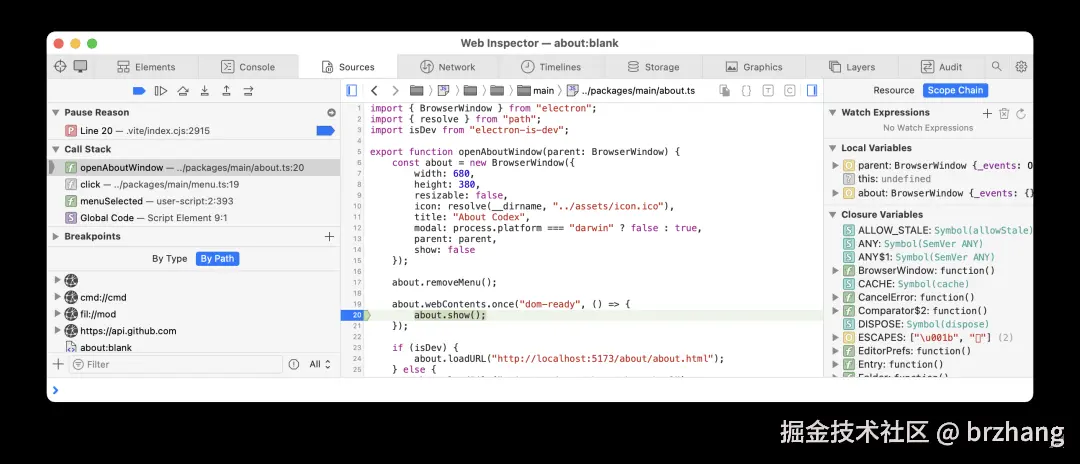 Web Inspector — about:blank
Elements
Console
Sources
Network
Timelines
Storage
Graphics
Layers
Audit
main
../packages/main/about.ts
Resource
Scope Chain
Pause Reason
P Line 20 — .vite/index.cjs:2915
Call Stack
f openAboutWindow — ../packages/main/about.ts:20
f click — ../packages/main/menu.ts:19
f menuSelected — user-script:2:393
S Global Code — Script Element 9:1
Breakpoints
By Type
By Path
cmd://cmd
fil://mod
https://api.github.com
about:blank
Filter
All
1 import { BrowserWindow } from "electron";
2 import { resolve } from "path";
3 import isDev from "electron-is-dev";
4
5 export function openAboutWindow(parent: BrowserWindow) {
6 const about = new BrowserWindow({
7 width: 680,
8 height: 380,
9 resizable: false,
10 icon: resolve(__dirname, "../assets/icon.ico"),
11 title: "About Codex",
12 modal: process.platform === "darwin" ? false : true,
13 parent: parent,
14 show: false
15 });
16
17 about.removeMenu();
18
19 about.webContents.once("dom-ready", () => {
20 about.show();
21 });
22
23 if (isDev) {
24 about.loadURL("http://localhost:5173/about/about.html");
25 } else {
Watch Expressions
No Watch Expressions
Local Variables
O parent: BrowserWindow {_events: O
this: undefined
O about: BrowserWindow {_events: {}
Closure Variables
S ALLOW_STALE: Symbol(allowStale)
S ANY: Symbol(SemVer ANY)
S ANY$1: Symbol(SemVer ANY)
f BrowserWindow: function()
S CACHE: Symbol(cache)
f CancelError: function()
f Comparator$2: function()
S DISPOSE: Symbol(dispose)
O ESCAPES: ["\u001b", "▯"] (2)
f EditorPrefs: function()
f Entry: function()
掘金技术社区 @ brzhang